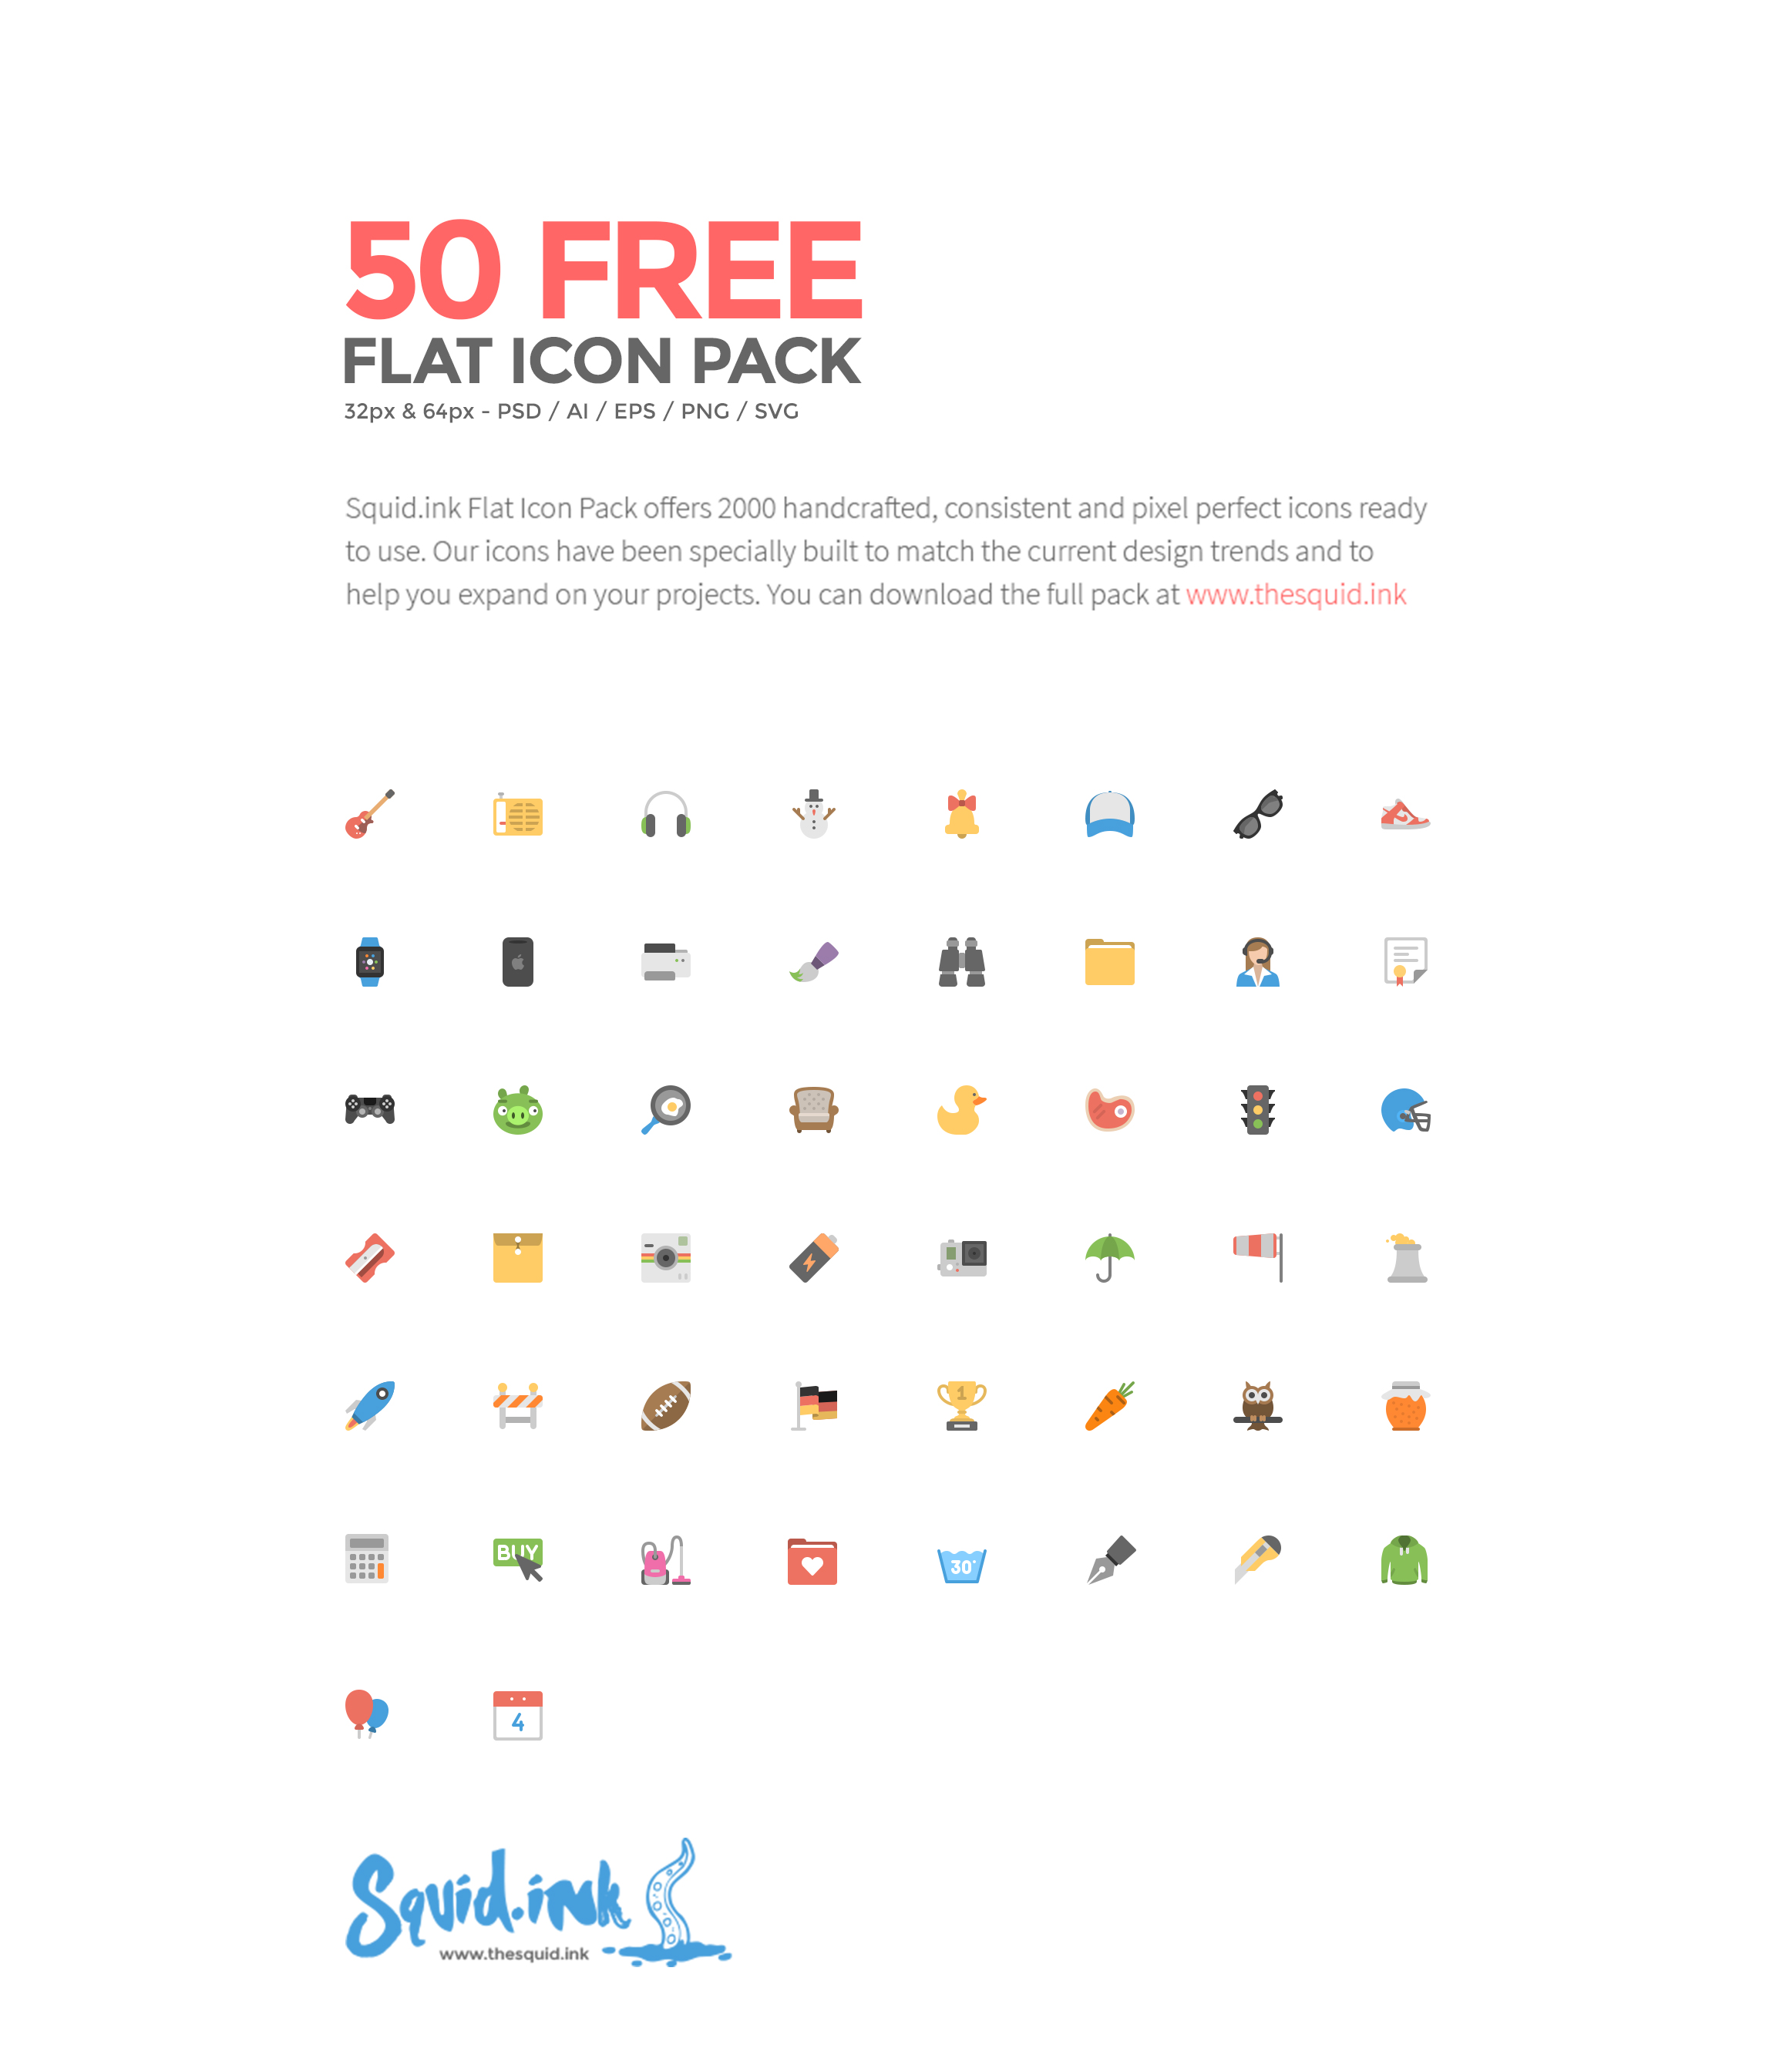 50 FREE
FLAT ICON PACK
32px & 64px - PSD / AI / EPS / PNG / SVG
Squid.ink Flat Icon Pack offers 2000 handcrafted, consistent and pixel perfect icons ready
to use. Our icons have been specially built to match the current design trends and to
help you expand on your projects. You can download the full pack at www.thesquid.ink
1
BUY
30°
4
Squid.ink
www.thesquid.ink